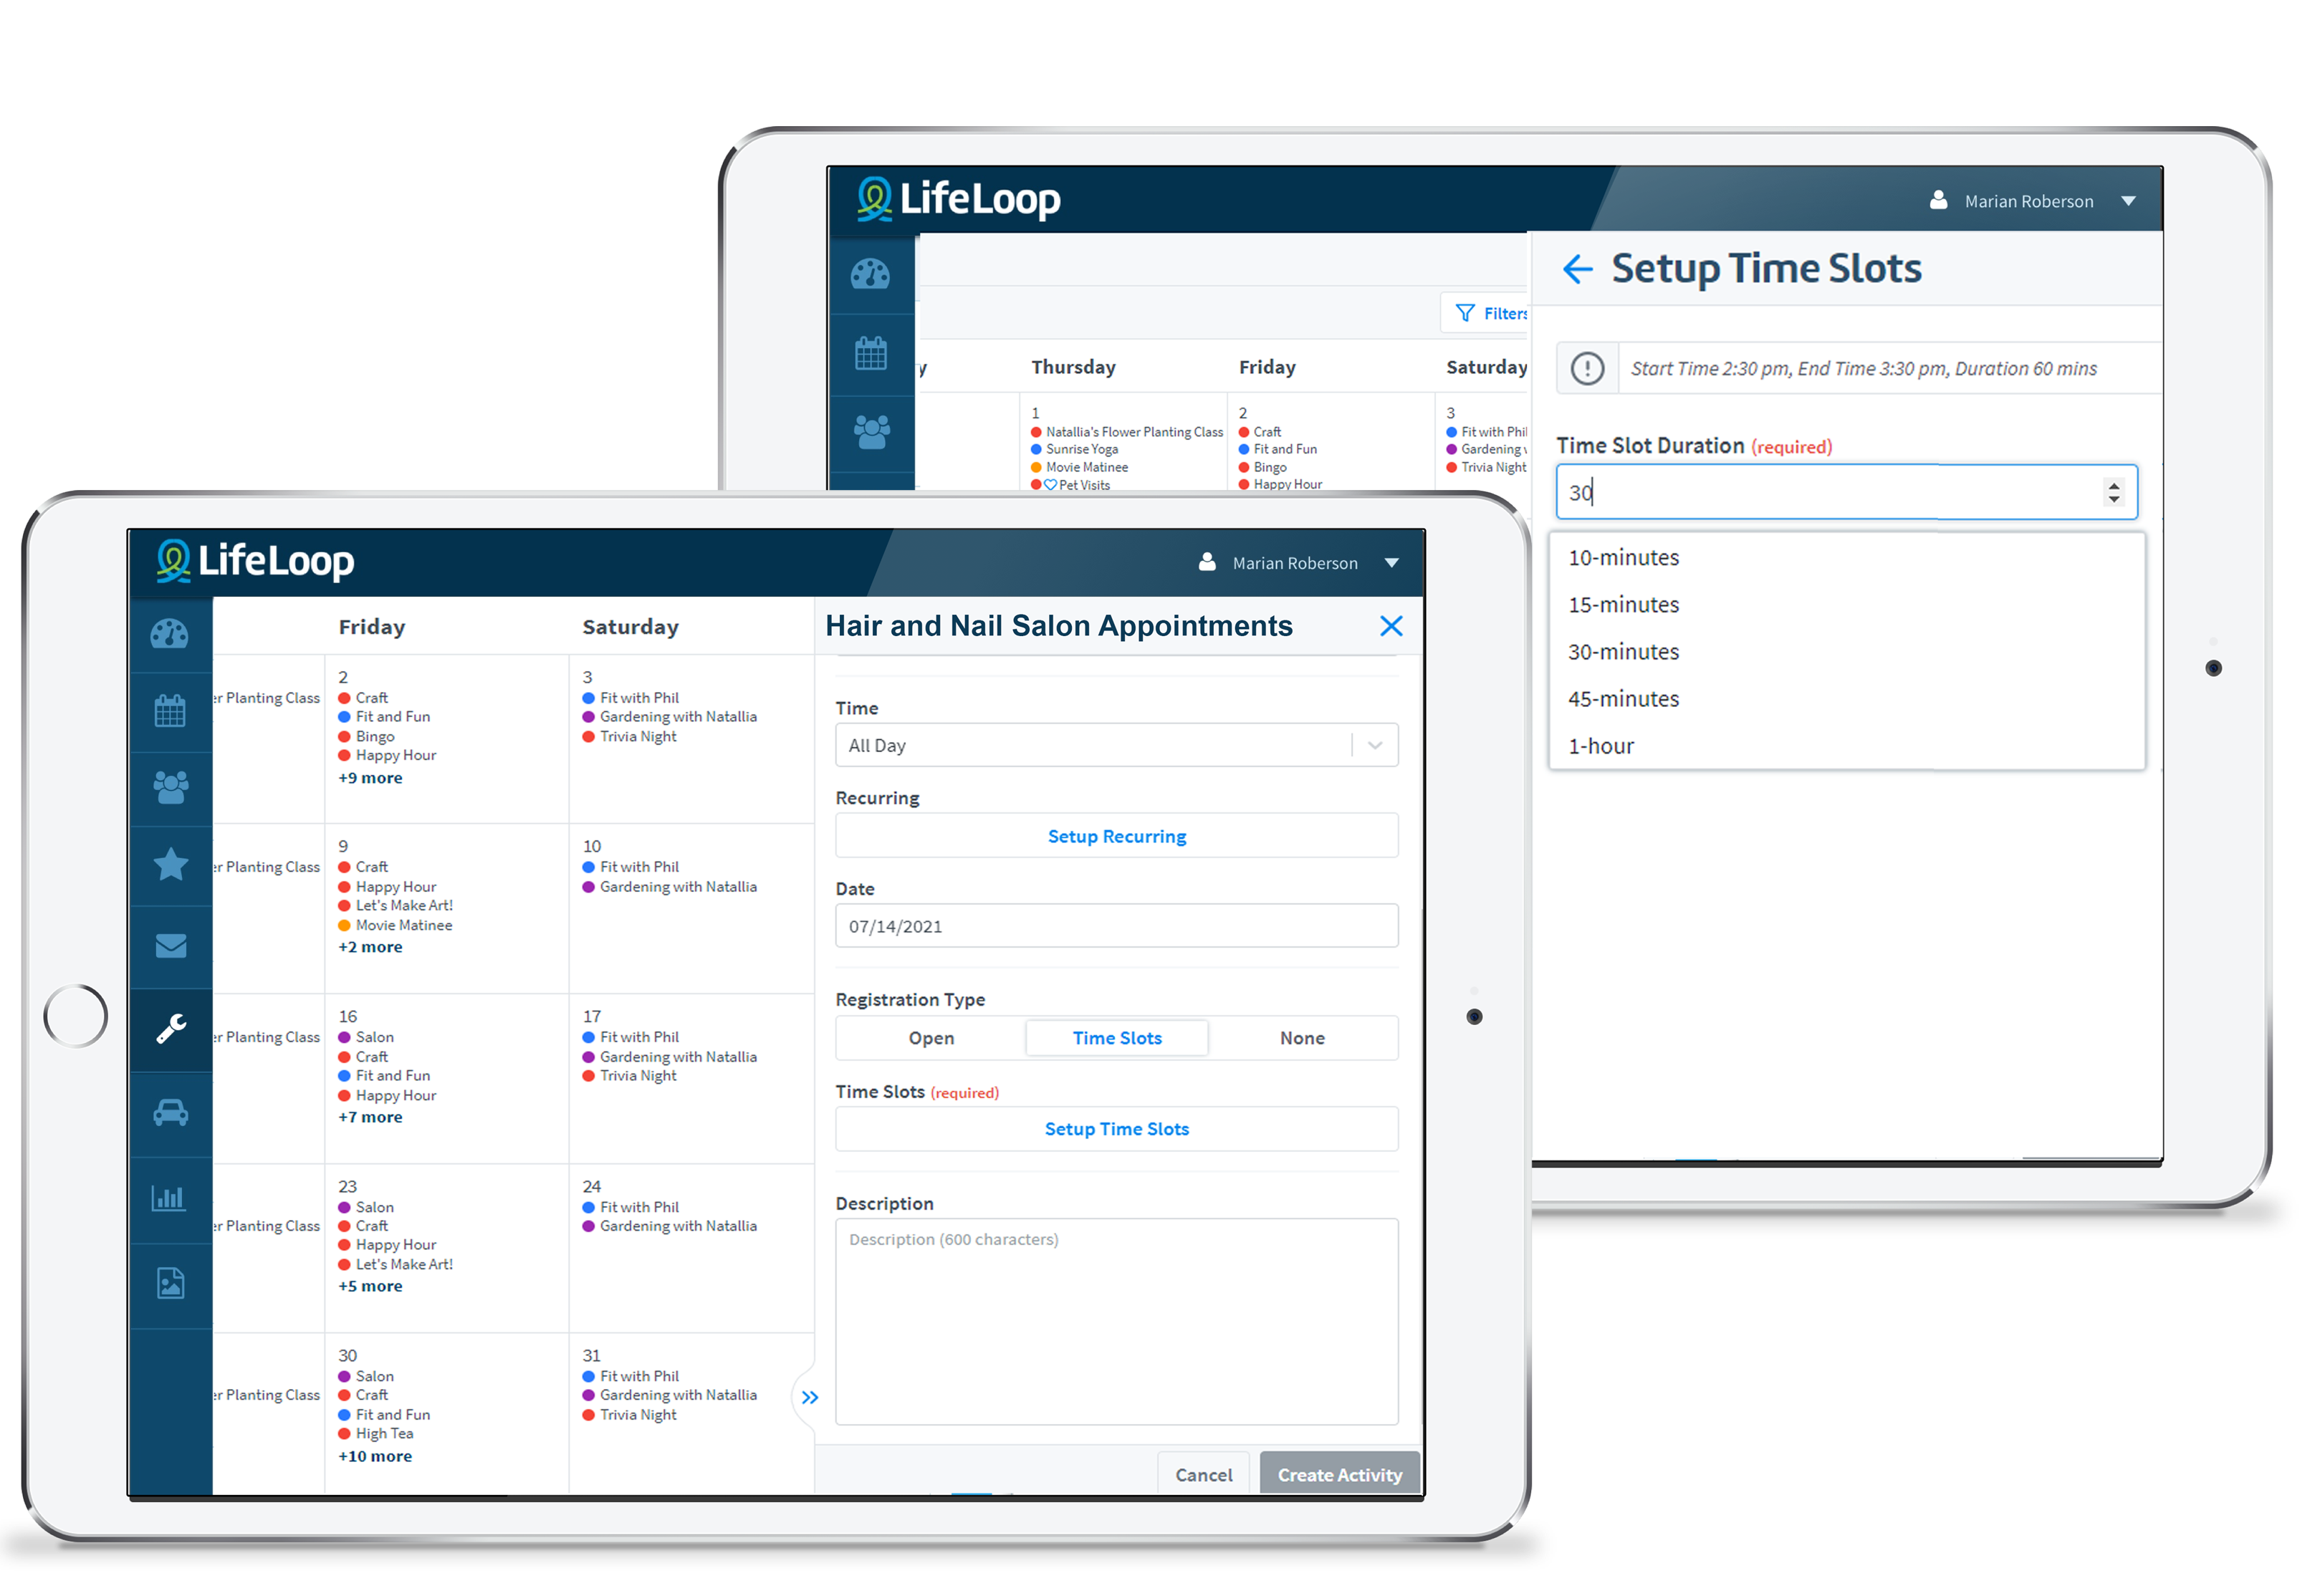 LifeLoop
Marian Roberson
Setup Time Slots
Filters
Start Time 2:30 pm, End Time 3:30 pm, Duration 60 mins
y
Thursday
Friday
Saturday
1
Natallia's Flower Planting Class
Sunrise Yoga
Movie Matinee
Pet Visits
2
Craft
Fit and Fun
Bingo
Happy Hour
3
Fit with Phil
Gardening
Trivia Night
Time Slot Duration (required)
30
10-minutes
15-minutes
30-minutes
45-minutes
1-hour
LifeLoop
Marian Roberson
Friday
Saturday
er Planting Class
2
Craft
Fit and Fun
Bingo
Happy Hour
+9 more
3
Fit with Phil
Gardening with Natallia
Trivia Night
er Planting Class
9
Craft
Happy Hour
Let's Make Art!
Movie Matinee
+2 more
10
Fit with Phil
Gardening with Natallia
er Planting Class
16
Salon
Craft
Fit and Fun
Happy Hour
+7 more
17
Fit with Phil
Gardening with Natallia
Trivia Night
er Planting Class
23
Salon
Craft
Happy Hour
Let's Make Art!
+5 more
24
Fit with Phil
Gardening with Natallia
er Planting Class
30
Salon
Craft
Fit and Fun
High Tea
+10 more
31
Fit with Phil
Gardening with Natallia
Trivia Night
Hair and Nail Salon Appointments
Time
All Day
Recurring
Setup Recurring
Date
07/14/2021
Registration Type
Open Time Slots None
Time Slots (required)
Setup Time Slots
Description
Description (600 characters)
Cancel Create Activity